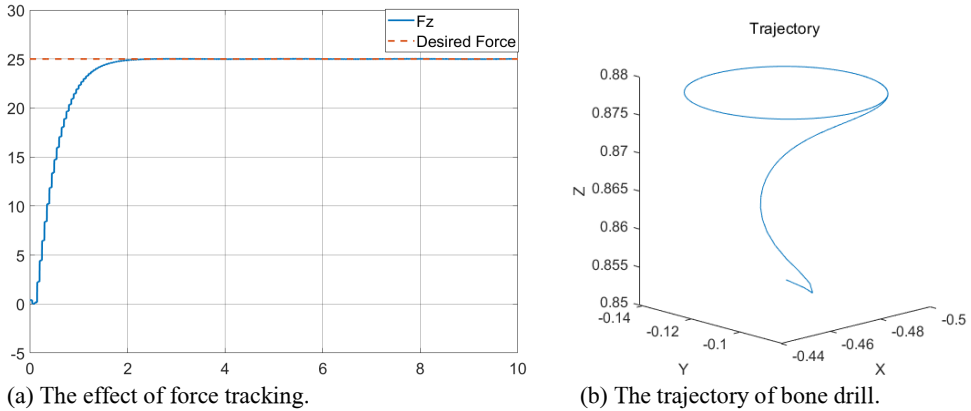 30
25
20
15
10
5
0
-5
0 2 4 6 8 10
Fz
Desired Force
(a) The effect of force tracking.
Trajectory
0.88
0.875
0.87
0.865
0.86
0.855
0.85
Z
-0.14
-0.12
-0.1
Y
-0.44
-0.46
-0.48
-0.5
X
(b) The trajectory of bone drill.